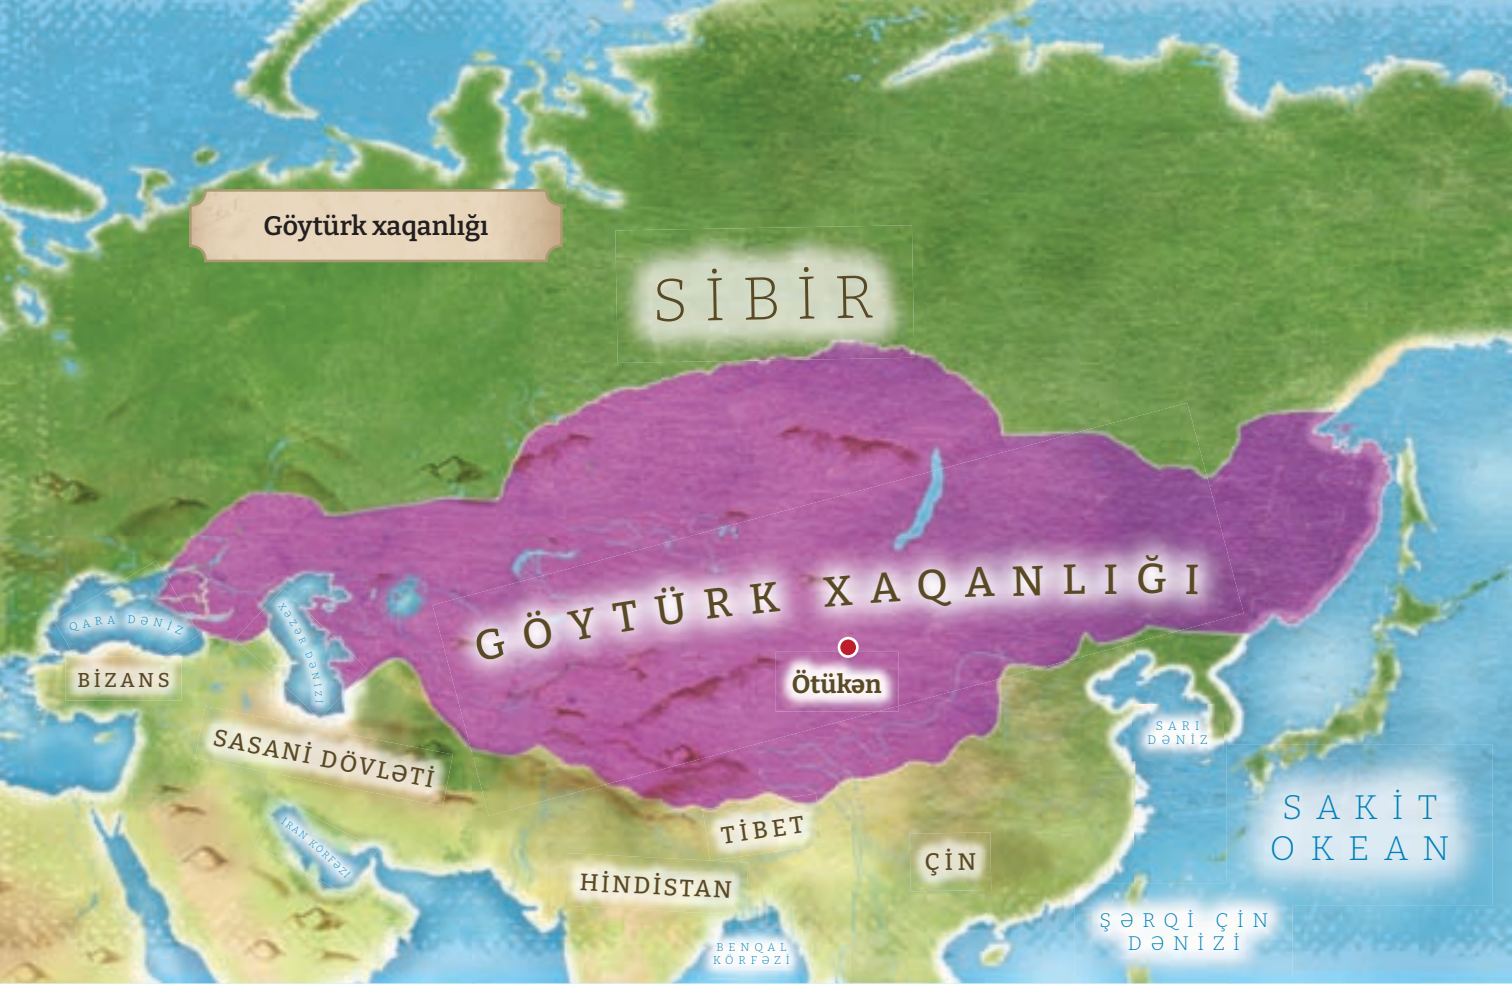 Göytürk xaqanlığı
SİBİR
GÖYTÜRK XAQANLIĞI
Ötükən
QARA DƏNİZ
XƏZƏR DƏNİZİ
BİZANS
SASANİ DÖVLƏTİ
SARI
DƏNİZ
İRAN KÖRFƏZİ
TİBET
SAKİT
OKEAN
ÇİN
HİNDİSTAN
ŞƏRQİ ÇİN
DƏNİZİ
BENQAL
KÖRFƏZİ